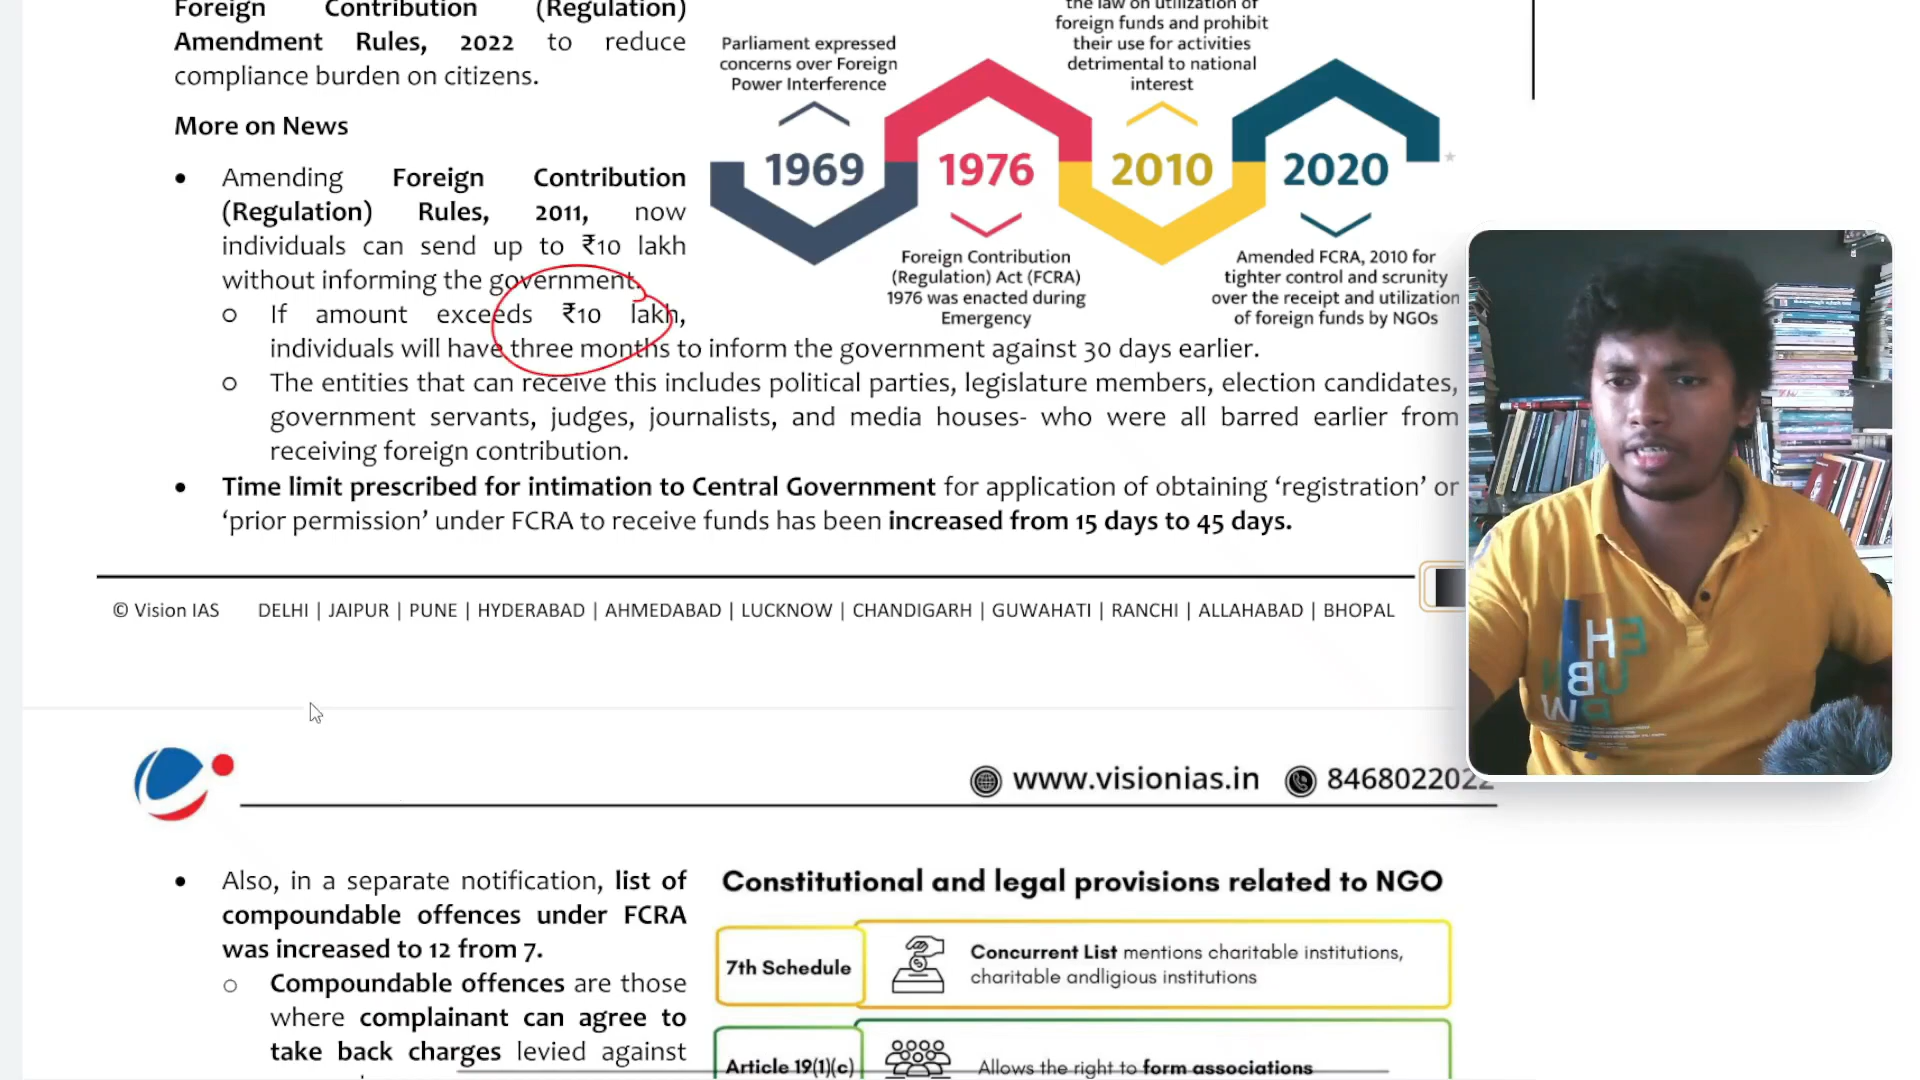 Foreign Contribution (Regulation)
Amendment Rules, 2022 to reduce
compliance burden on citizens.
More on News
• Amending Foreign Contribution
(Regulation) Rules, 2011, now
individuals can send up to ₹10 lakh
without informing the government.
o If amount exceeds ₹10 lakh,
individuals will have three months to inform the government against 30 days earlier.
o The entities that can receive this includes political parties, legislature members, election candidates,
government servants, judges, journalists, and media houses- who were all barred earlier from
receiving foreign contribution.
• Time limit prescribed for intimation to Central Government for application of obtaining ‘registration’ or
‘prior permission’ under FCRA to receive funds has been increased from 15 days to 45 days.
Parliament expressed
concerns over Foreign
Power Interference
1969
1976
Foreign Contribution
(Regulation) Act (FCRA)
1976 was enacted during
Emergency
the law on utilization of
foreign funds and prohibit
their use for activities
detrimental to national
interest
2010
2020
Amended FCRA, 2010 for
tighter control and scrunity
over the receipt and utilization
of foreign funds by NGOs
© Vision IAS
DELHI | JAIPUR | PUNE | HYDERABAD | AHMEDABAD | LUCKNOW | CHANDIGARH | GUWAHATI | RANCHI | ALLAHABAD | BHOPAL
www.visionias.in
8468022022
• Also, in a separate notification, list of
compoundable offences under FCRA
was increased to 12 from 7.
o Compoundable offences are those
where complainant can agree to
take back charges levied against
Constitutional and legal provisions related to NGO
7th Schedule
Concurrent List mentions charitable institutions,
charitable andligious institutions
Article 19(1)(c)
Allows the right to form associations